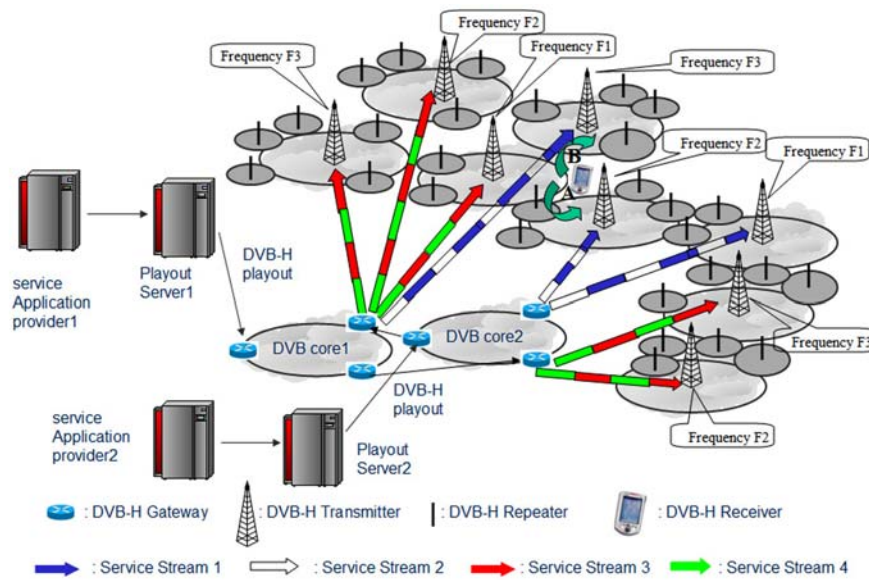 Frequency F2
Frequency F1
Frequency F3
Frequency F3
Frequency F2
Frequency F1
B
A
service
Application
provider1
Playout
Server1
DVB-H
playout
DVB core1
DVB core2
DVB-H
playout
Frequency F3
Frequency F2
service
Application
provider2
Playout
Server2
: DVB-H Gateway
: DVB-H Transmitter
: DVB-H Repeater
: DVB-H Receiver
: Service Stream 1
: Service Stream 2
: Service Stream 3
: Service Stream 4